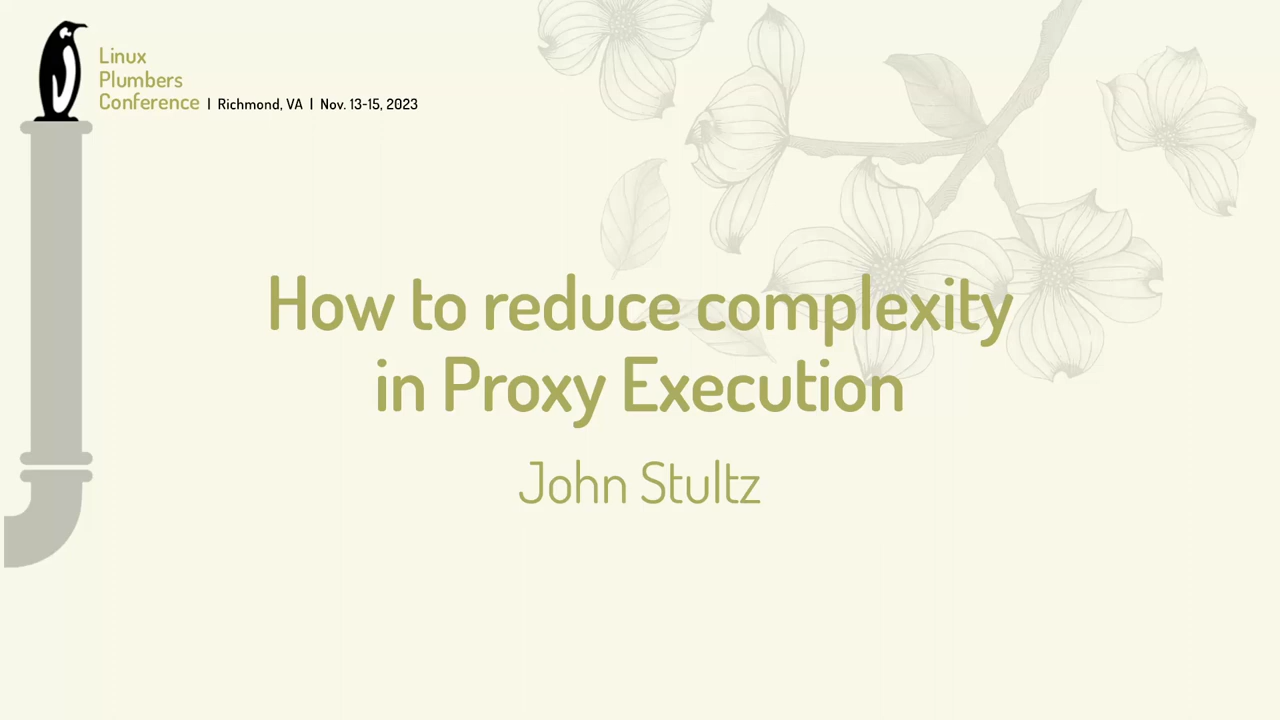 Linux
Plumbers
Conference | Richmond, VA | Nov. 13-15, 2023
How to reduce complexity
in Proxy Execution
John Stultz